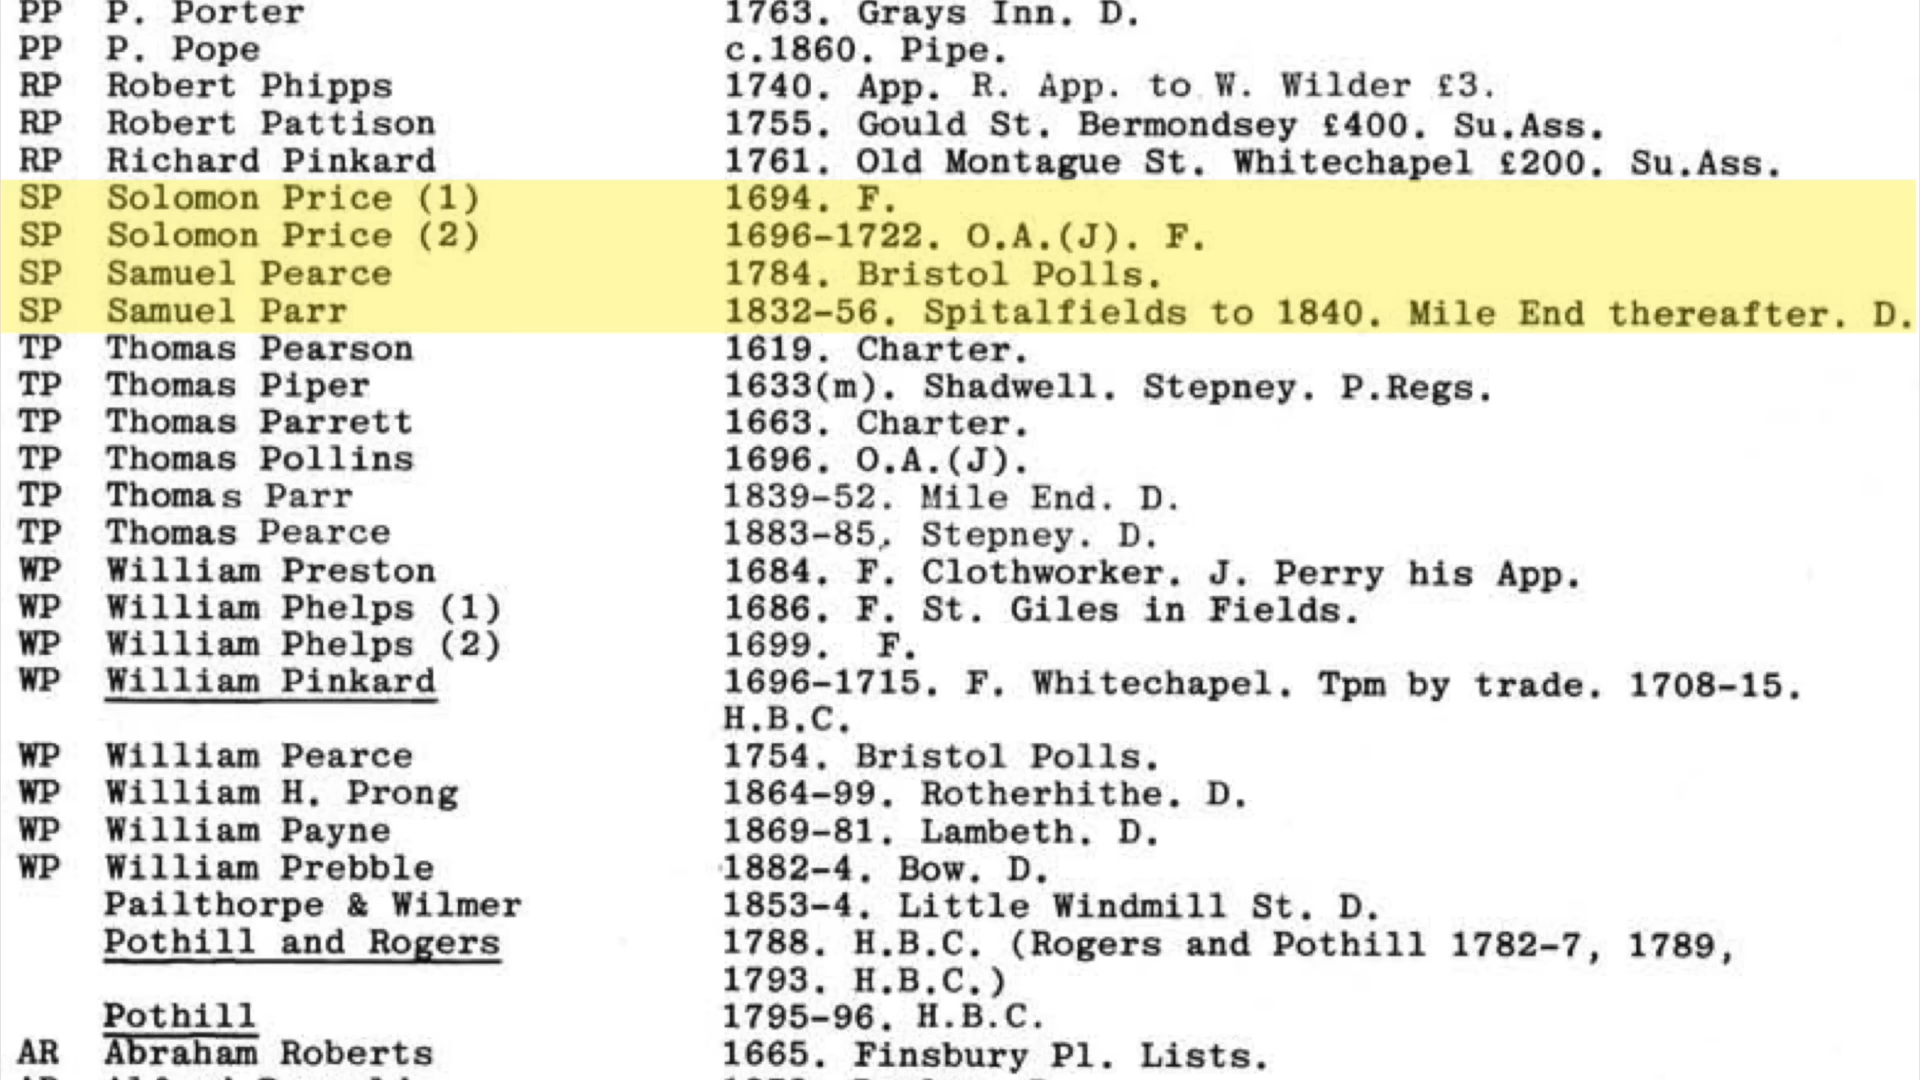 PP P. Porter 1763. Grays Inn. D.
PP P. Pope c.1860. Pipe.
RP Robert Phipps 1740. App. R. App. to W. Wilder £3.
RP Robert Pattison 1755. Gould St. Bermondsey £400. Su.Ass.
RP Richard Pinkard 1761. Old Montague St. Whitechapel £200. Su.Ass.
SP Solomon Price (1) 1694. F.
SP Solomon Price (2) 1696-1722. O.A.(J). F.
SP Samuel Pearce 1784. Bristol Polls.
SP Samuel Parr 1832-56. Spitalfields to 1840. Mile End thereafter. D.
TP Thomas Pearson 1619. Charter.
TP Thomas Piper 1633(m). Shadwell. Stepney. P.Regs.
TP Thomas Parrett 1663. Charter.
TP Thomas Pollins 1696. O.A.(J).
TP Thomas Parr 1839-52. Mile End. D.
TP Thomas Pearce 1883-85, Stepney. D.
WP William Preston 1684. F. Clothworker. J. Perry his App.
WP William Phelps (1) 1686. F. St. Giles in Fields.
WP William Phelps (2) 1699. F.
WP William Pinkard 1696-1715. F. Whitechapel. Tpm by trade. 1708-15.
H.B.C.
WP William Pearce 1754. Bristol Polls.
WP William H. Prong 1864-99. Rotherhithe. D.
WP William Payne 1869-81. Lambeth. D.
WP William Prebble 1882-4. Bow. D.
Pailthorpe & Wilmer 1853-4. Little Windmill St. D.
Pothill and Rogers 1788. H.B.C. (Rogers and Pothill 1782-7, 1789,
1793. H.B.C.)
Pothill 1795-96. H.B.C.
AR Abraham Roberts 1665. Finsbury Pl. Lists.